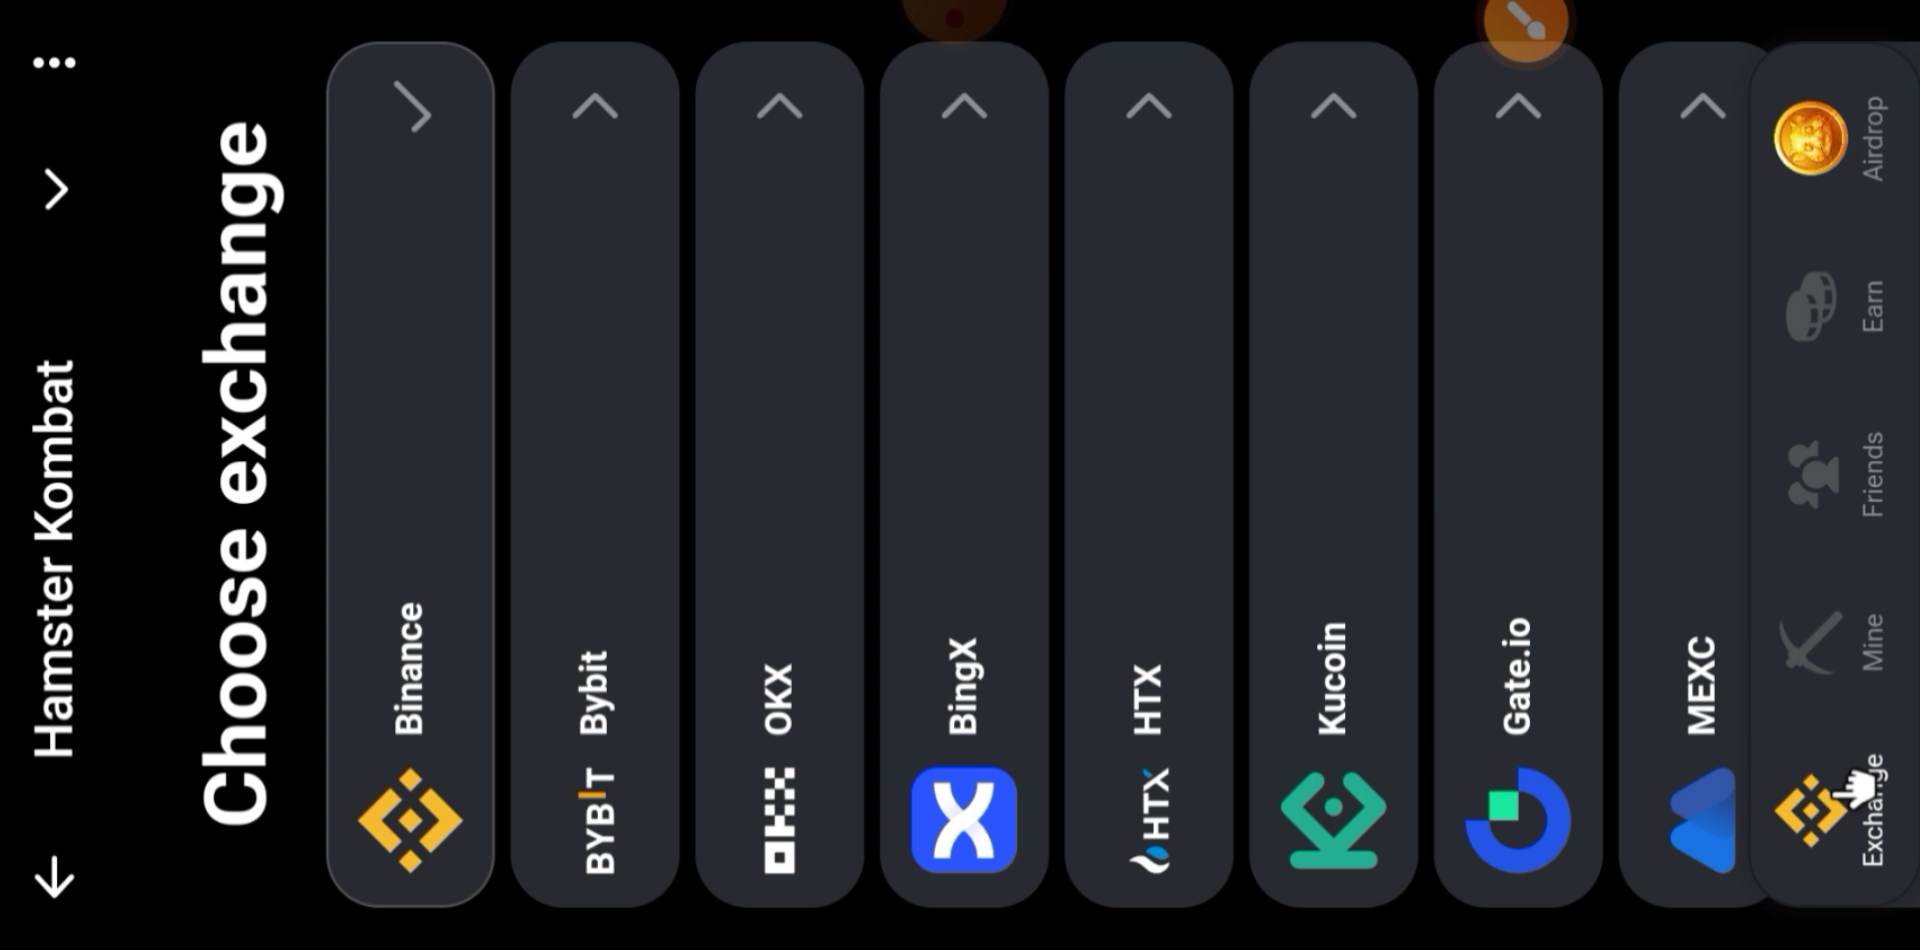 Hamster Kombat
Choose exchange
Binance
BYBIT Bybit
OKX
BingX
HTX HTX
Kucoin
Gate.io
MEXC
Exchange
Mine
Friends
Earn
Airdrop